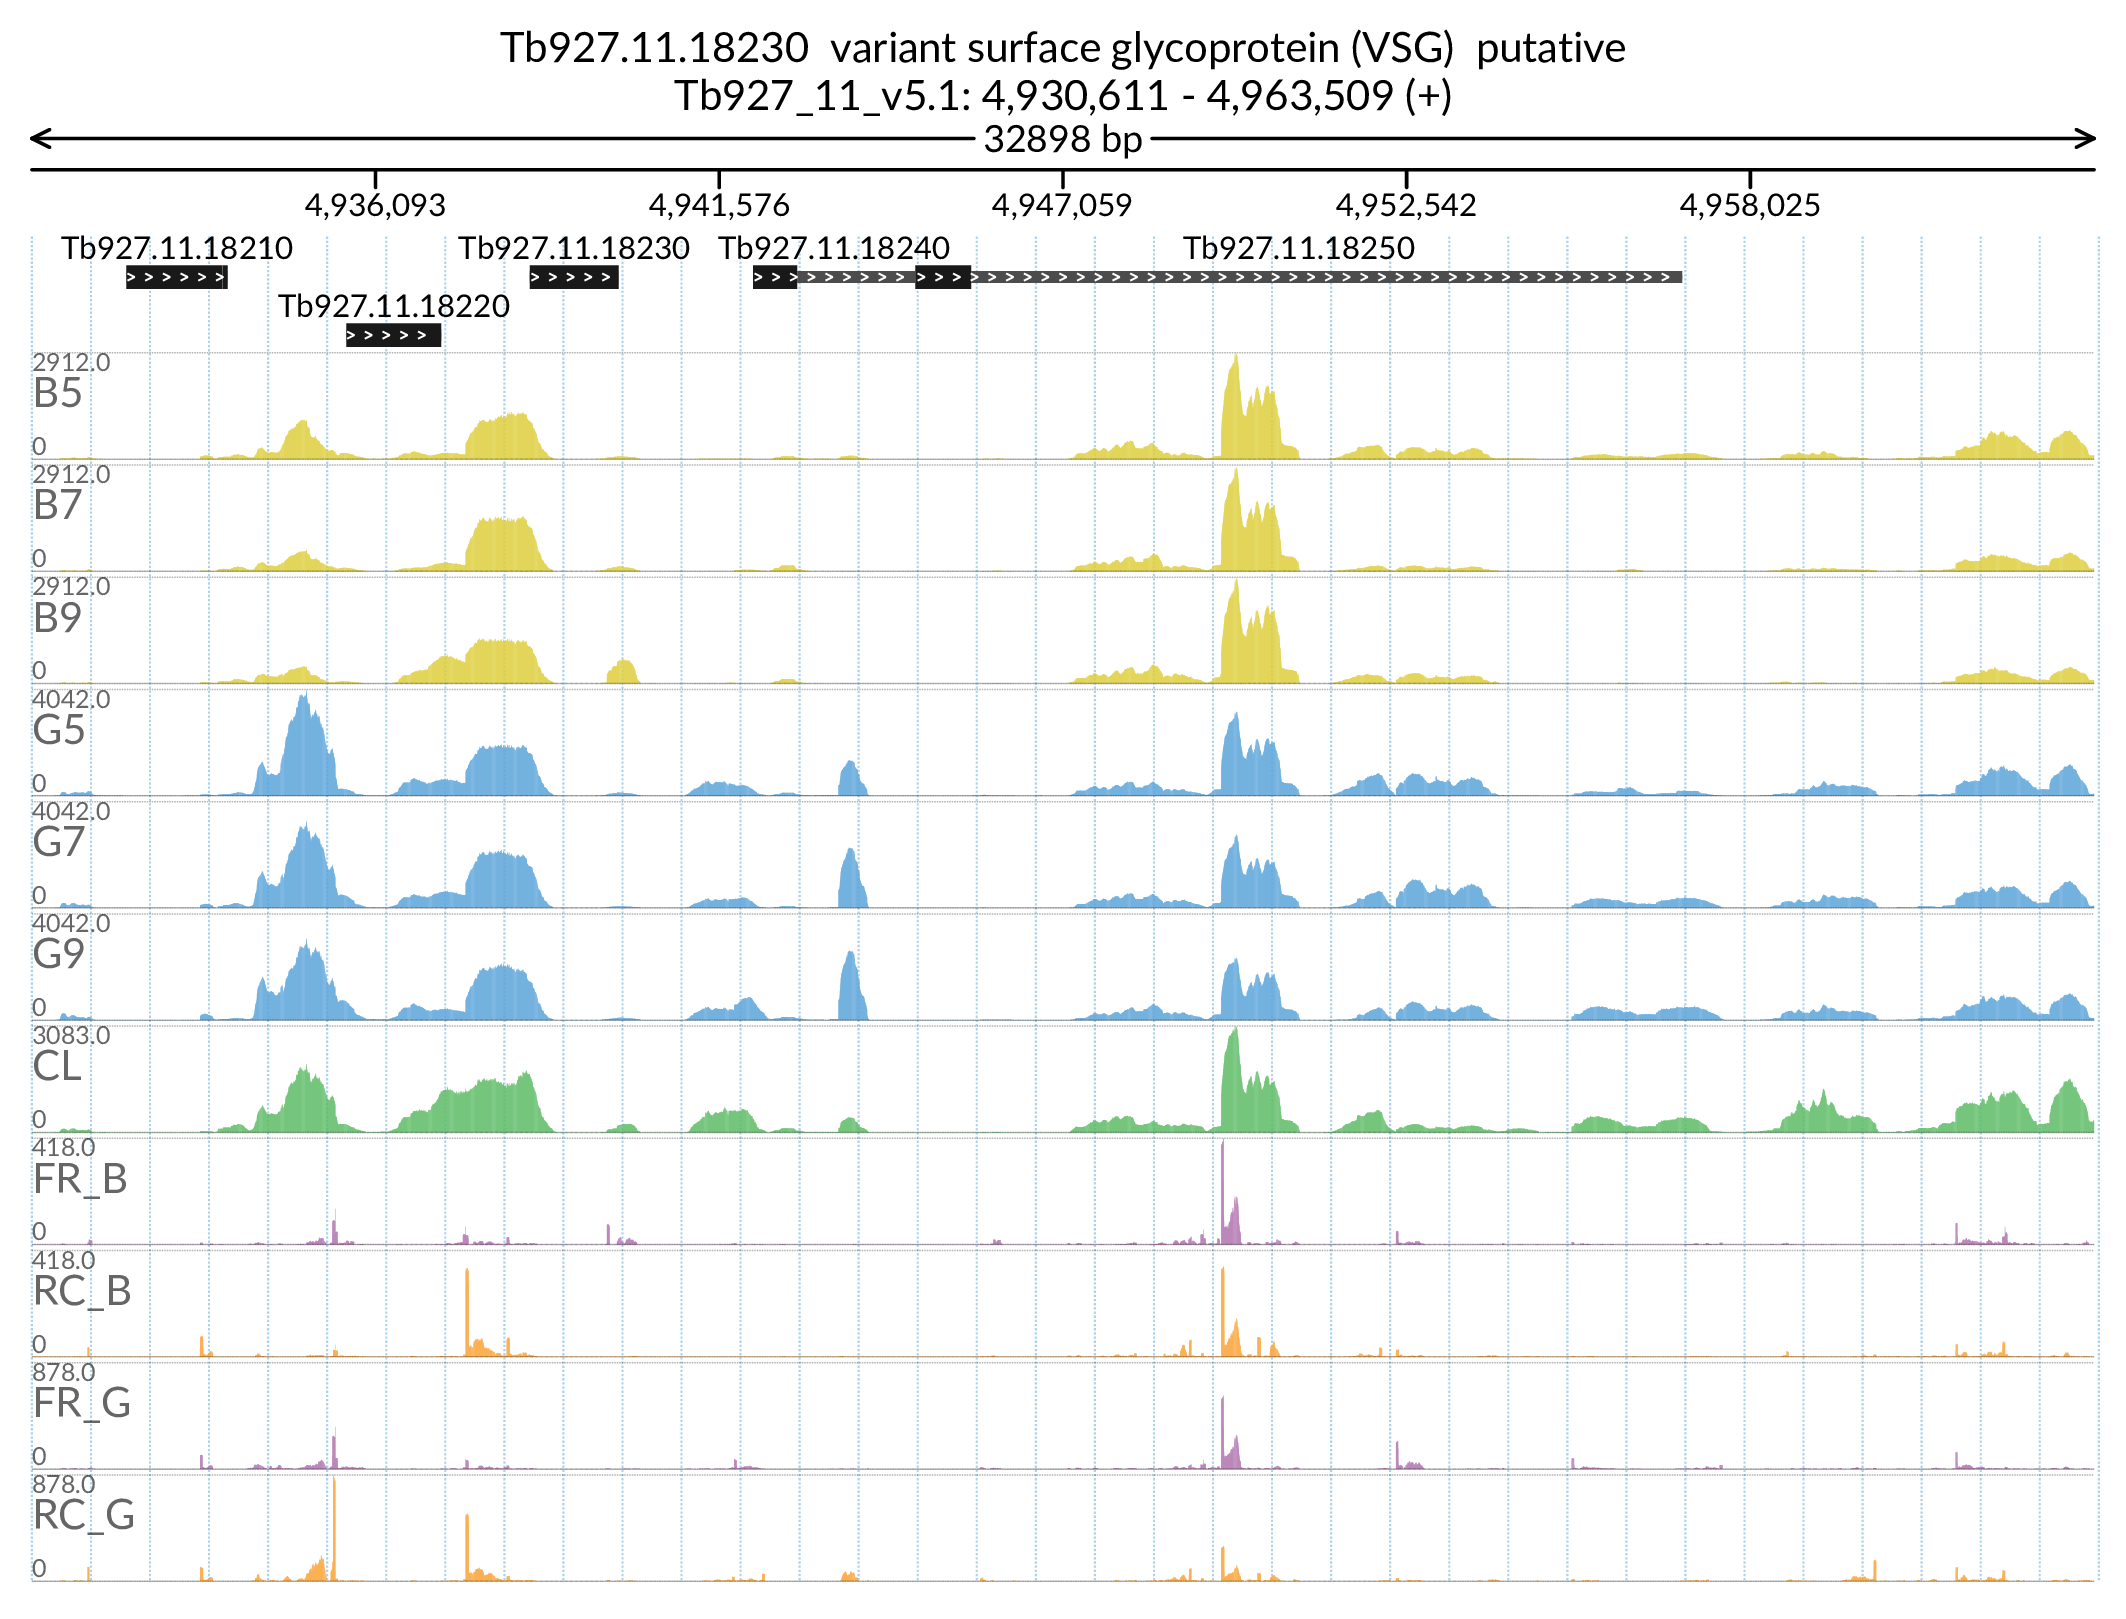 Tb927.11.18230 variant surface glycoprotein (VSG) putative
Tb927_11_v5.1: 4,930,611 - 4,963,509 (+)
32898 bp
4,936,093 4,941,576 4,947,059 4,952,542 4,958,025
Tb927.11.18210 Tb927.11.18230 Tb927.11.18240 Tb927.11.18250
Tb927.11.18220
2912.0
B5
0
2912.0
B7
0
2912.0
B9
0
4042.0
G5
0
4042.0
G7
0
4042.0
G9
0
3083.0
CL
0
418.0
FR_B
0
418.0
RC_B
0
878.0
FR_G
0
878.0
RC_G
0